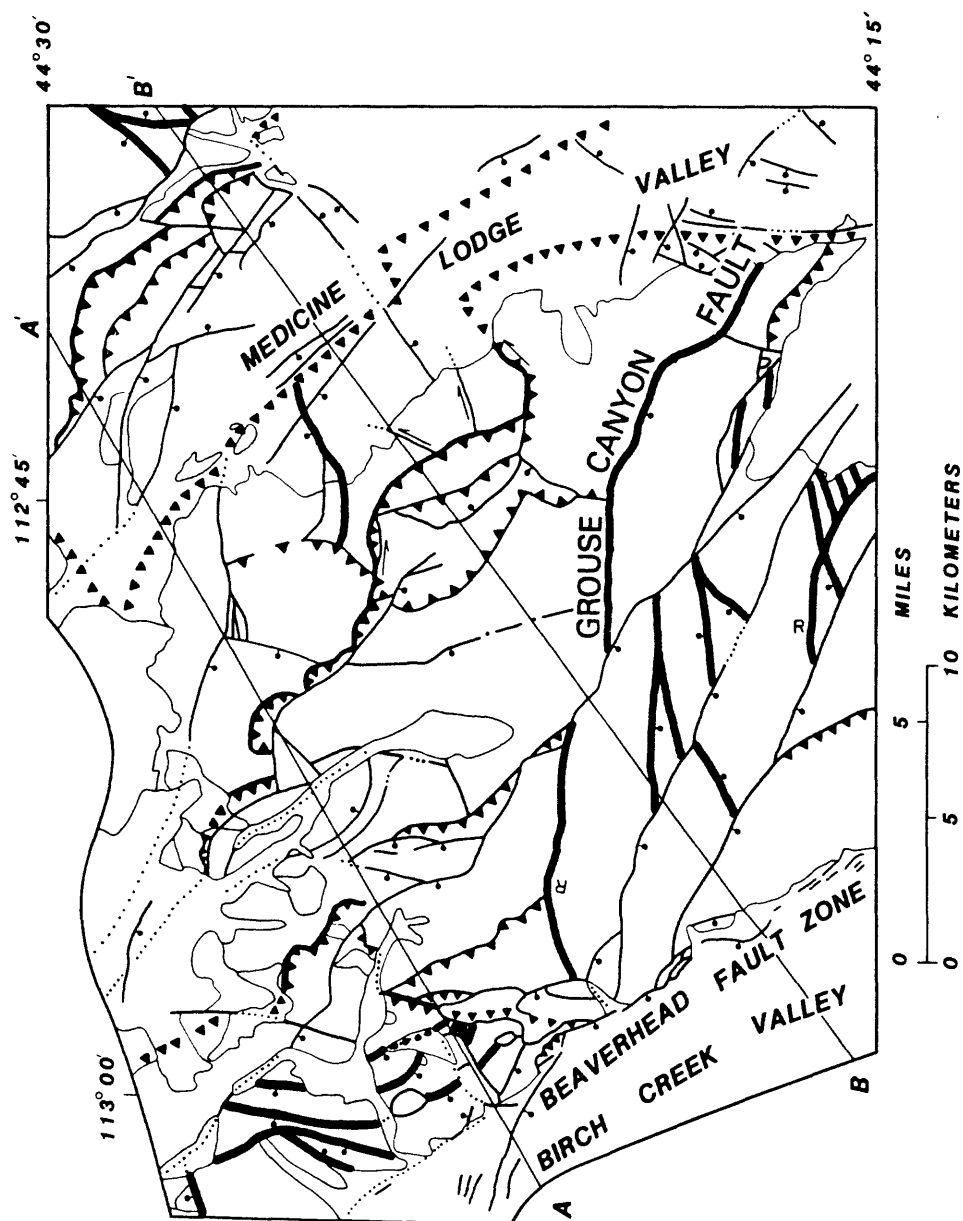 44°30'
44°15'
B'
A'
112°45'
113°00'
MEDICINE
LODGE
VALLEY
GROUSE
CANYON
FAULT
D
R
R
BEAVERHEAD FAULT ZONE
BIRCH CREEK VALLEY
A
B
0 5 MILES
0 5 10 KILOMETERS